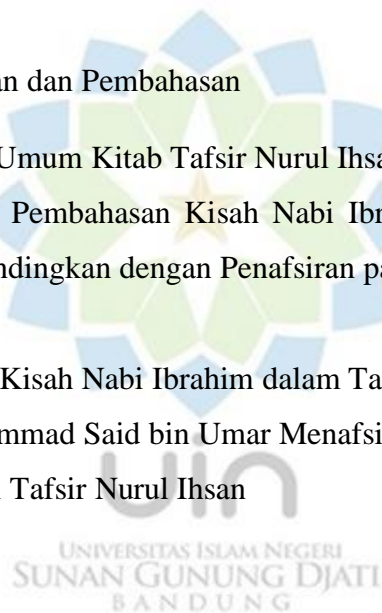 an dan Pembahasan
Umum Kitab Tafsir Nurul Ihsa
Pembahasan Kisah Nabi Ibr
ndingkan dengan Penafsiran pa
Kisah Nabi Ibrahim dalam Ta
mmad Said bin Umar Menafsi
Tafsir Nurul Ihsan
uin
UNIVERSITAS ISLAM NEGERI
SUNAN GUNUNG DJATI
BANDUNG